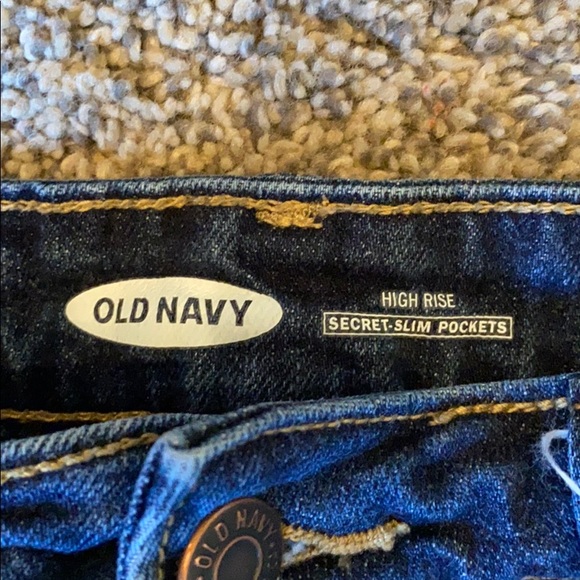 OLD NAVY
HIGH RISE
SECRET-SLIM POCKETS
OLD NAVY